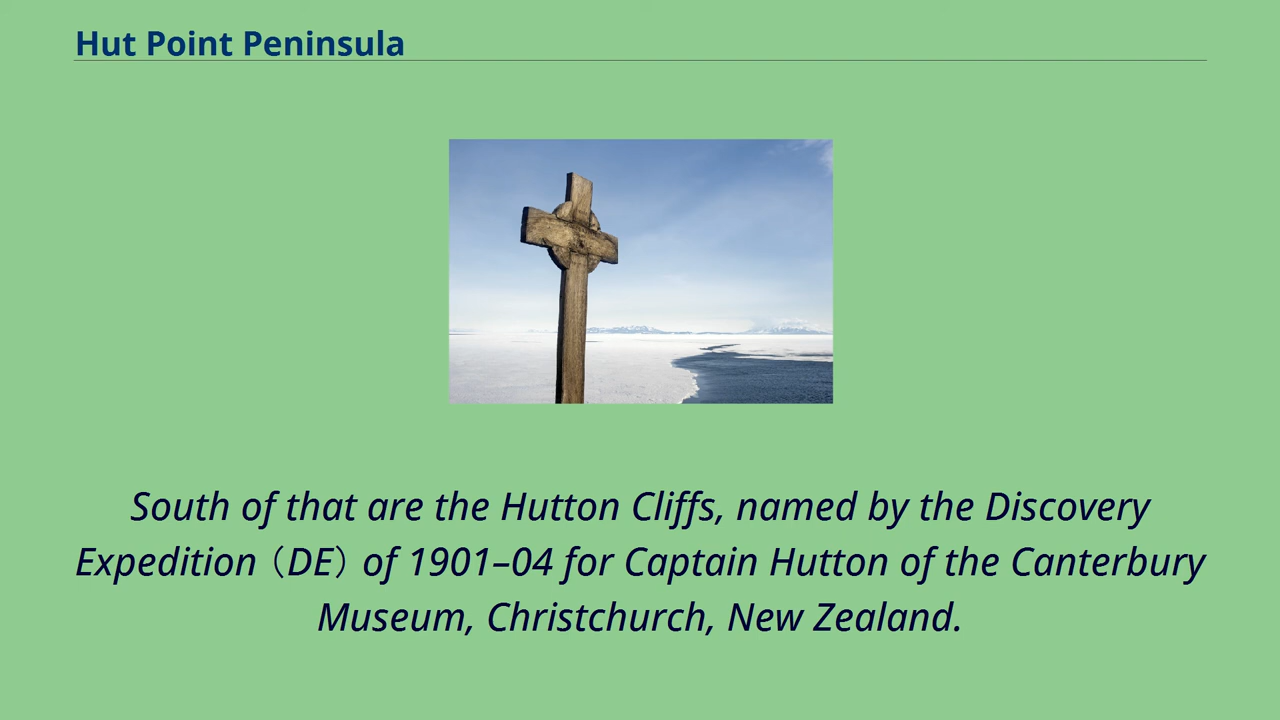 Hut Point Peninsula
South of that are the Hutton Cliffs, named by the Discovery
Expedition（DE）of 1901–04 for Captain Hutton of the Canterbury
Museum, Christchurch, New Zealand.